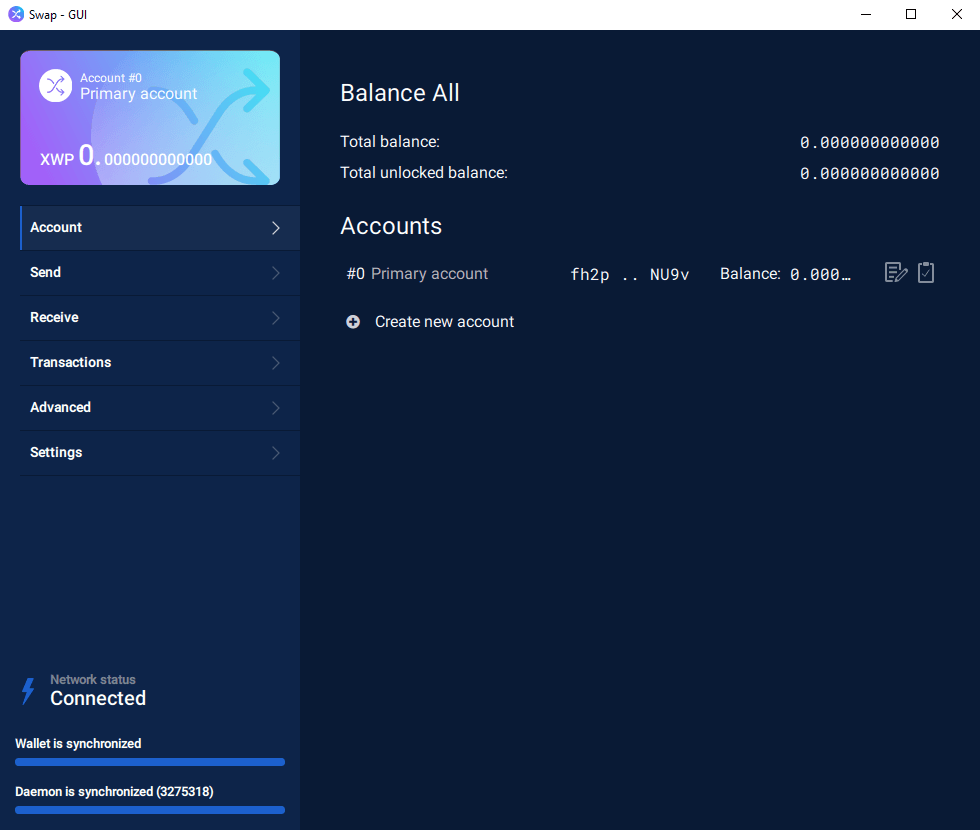 Swap - GUI
Account #0
Primary account
XWP 0.000000000000
Account
Send
Receive
Transactions
Advanced
Settings
Network status
Connected
Wallet is synchronized
Daemon is synchronized (3275318)
Balance All
Total balance: 0.000000000000
Total unlocked balance: 0.000000000000
Accounts
#0 Primary account fh2p .. NU9v Balance: 0.000…
Create new account